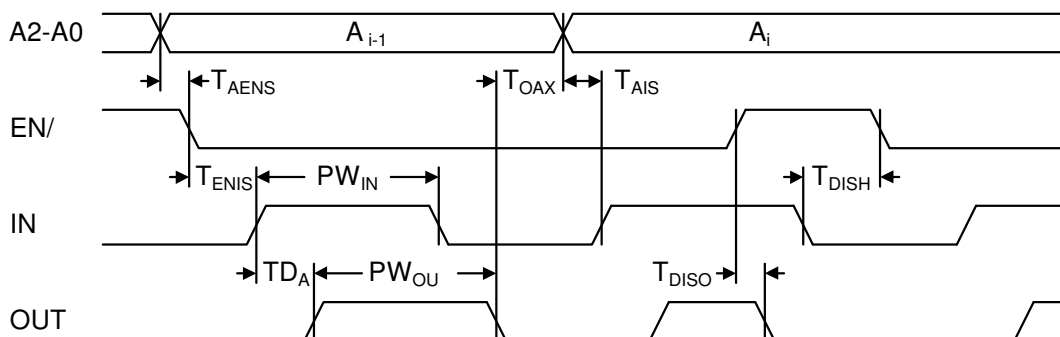 A2-A0 A i-1 Ai
TAENS TOAX TAIS
EN/
TENIS PWIN TDISH
IN
TDA PWOU TDISO
OUT